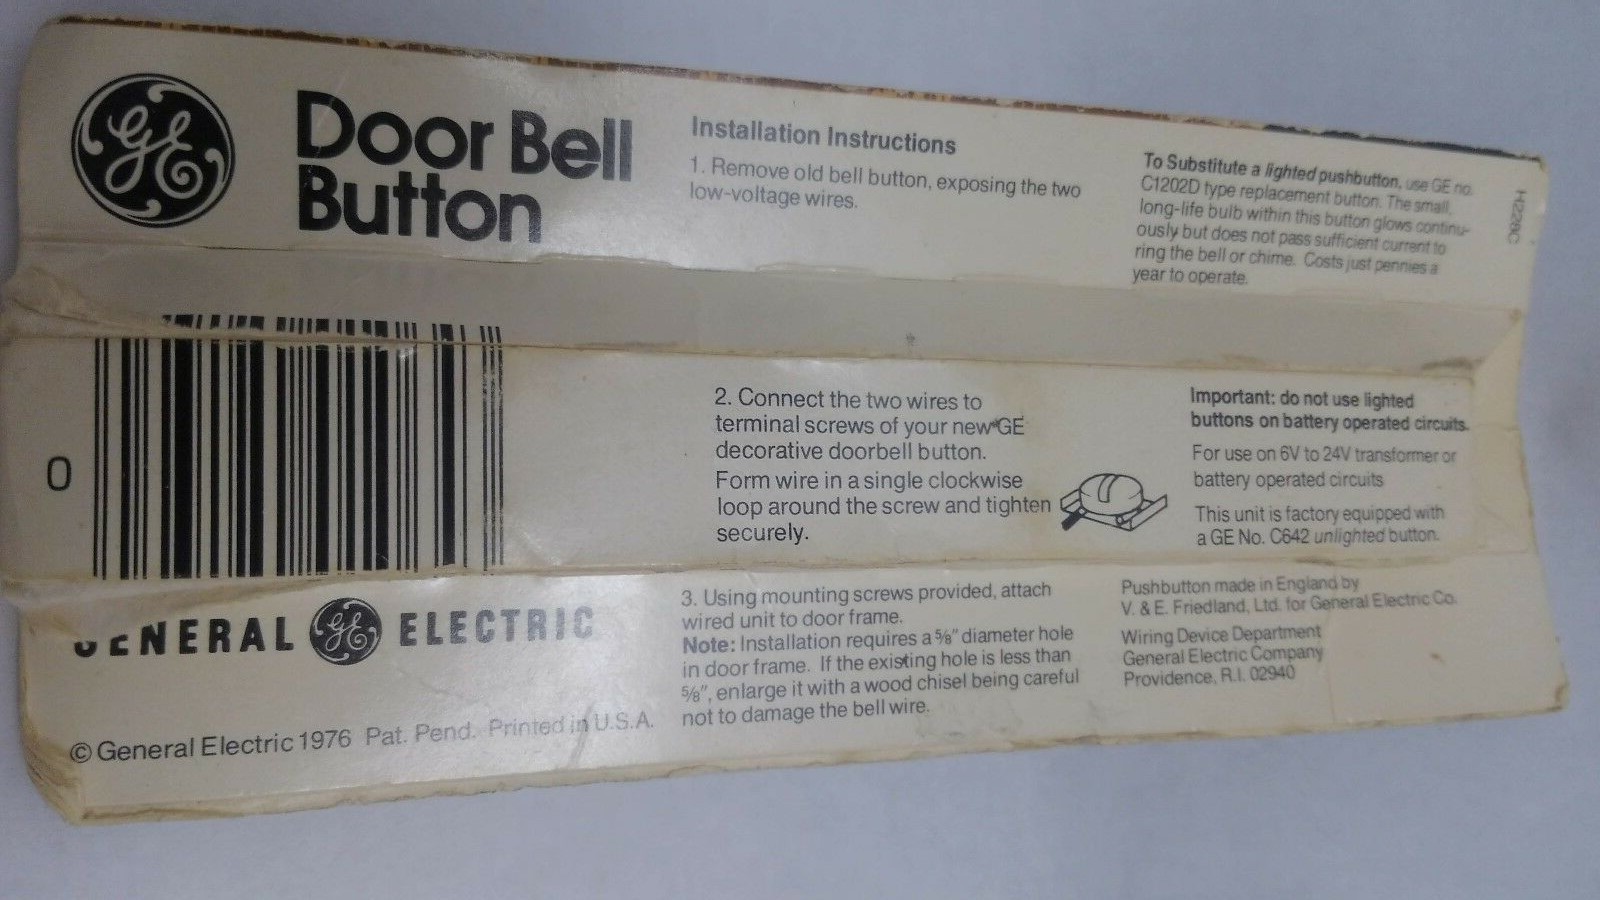 GE
Door Bell
Button
Installation Instructions
1. Remove old bell button, exposing the two
low-voltage wires.
To Substitute a lighted pushbutton, use GE no.
C1202D type replacement button. The small,
long-life bulb within this button glows continu-
ously but does not pass sufficient current to
ring the bell or chime. Costs just pennies a
year to operate.
0
2. Connect the two wires to
terminal screws of your new GE
decorative doorbell button.
Form wire in a single clockwise
loop around the screw and tighten
securely.
Important: do not use lighted
buttons on battery operated circuits.
For use on 6V to 24V transformer or
battery operated circuits
This unit is factory equipped with
a GE No. C642 unlighted button.
GENERAL GE ELECTRIC
© General Electric 1976 Pat. Pend. Printed in U.S.A.
3. Using mounting screws provided, attach
wired unit to door frame.
Note: Installation requires a 5/8" diameter hole
in door frame. If the existing hole is less than
5/8", enlarge it with a wood chisel being careful
not to damage the bell wire.
Pushbutton made in England by
V. & E. Friedland, Ltd. for General Electric Co.
Wiring Device Department
General Electric Company
Providence, R.I. 02940